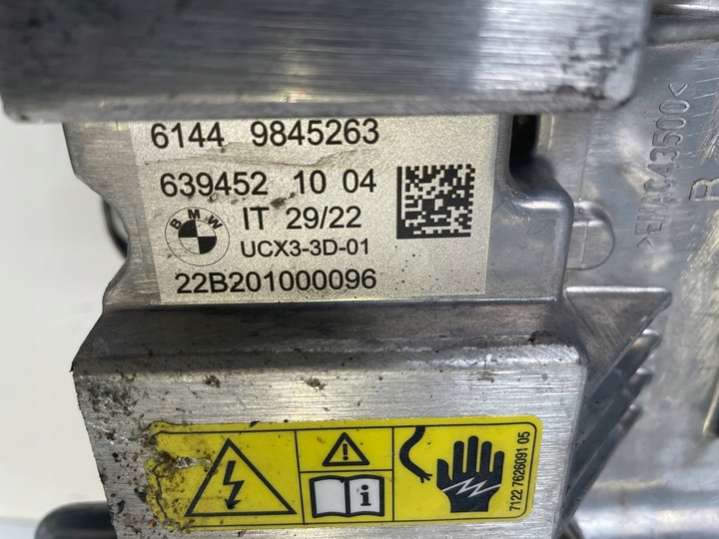 6144 9845263
639452 10 04
BMW
IT 29/22
UCX3-3D-01
22B201000096
i
7122 7626091 05